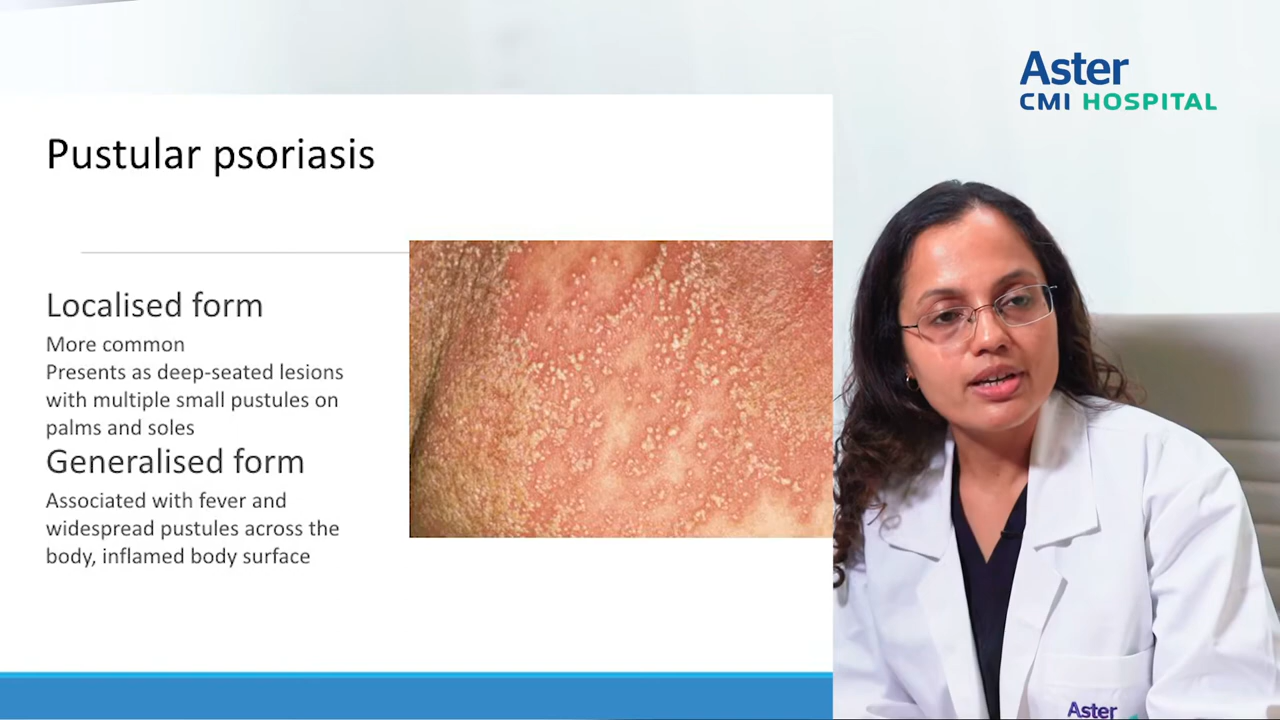 Aster
CMI HOSPITAL
Pustular psoriasis
Localised form
More common
Presents as deep-seated lesions
with multiple small pustules on
palms and soles
Generalised form
Associated with fever and
widespread pustules across the
body, inflamed body surface
Aster